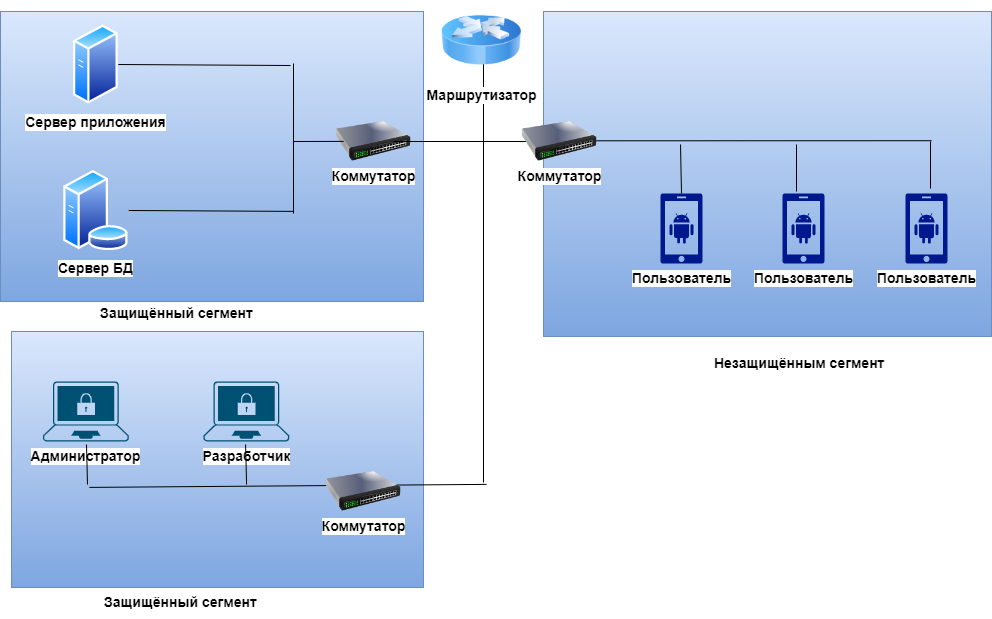 Маршрутизатор
Сервер приложения
Коммутатор
Коммутатор
Сервер БД
Пользователь
Пользователь
Пользователь
Защищённый сегмент
Незащищённым сегмент
Администратор
Разработчик
Коммутатор
Защищённый сегмент